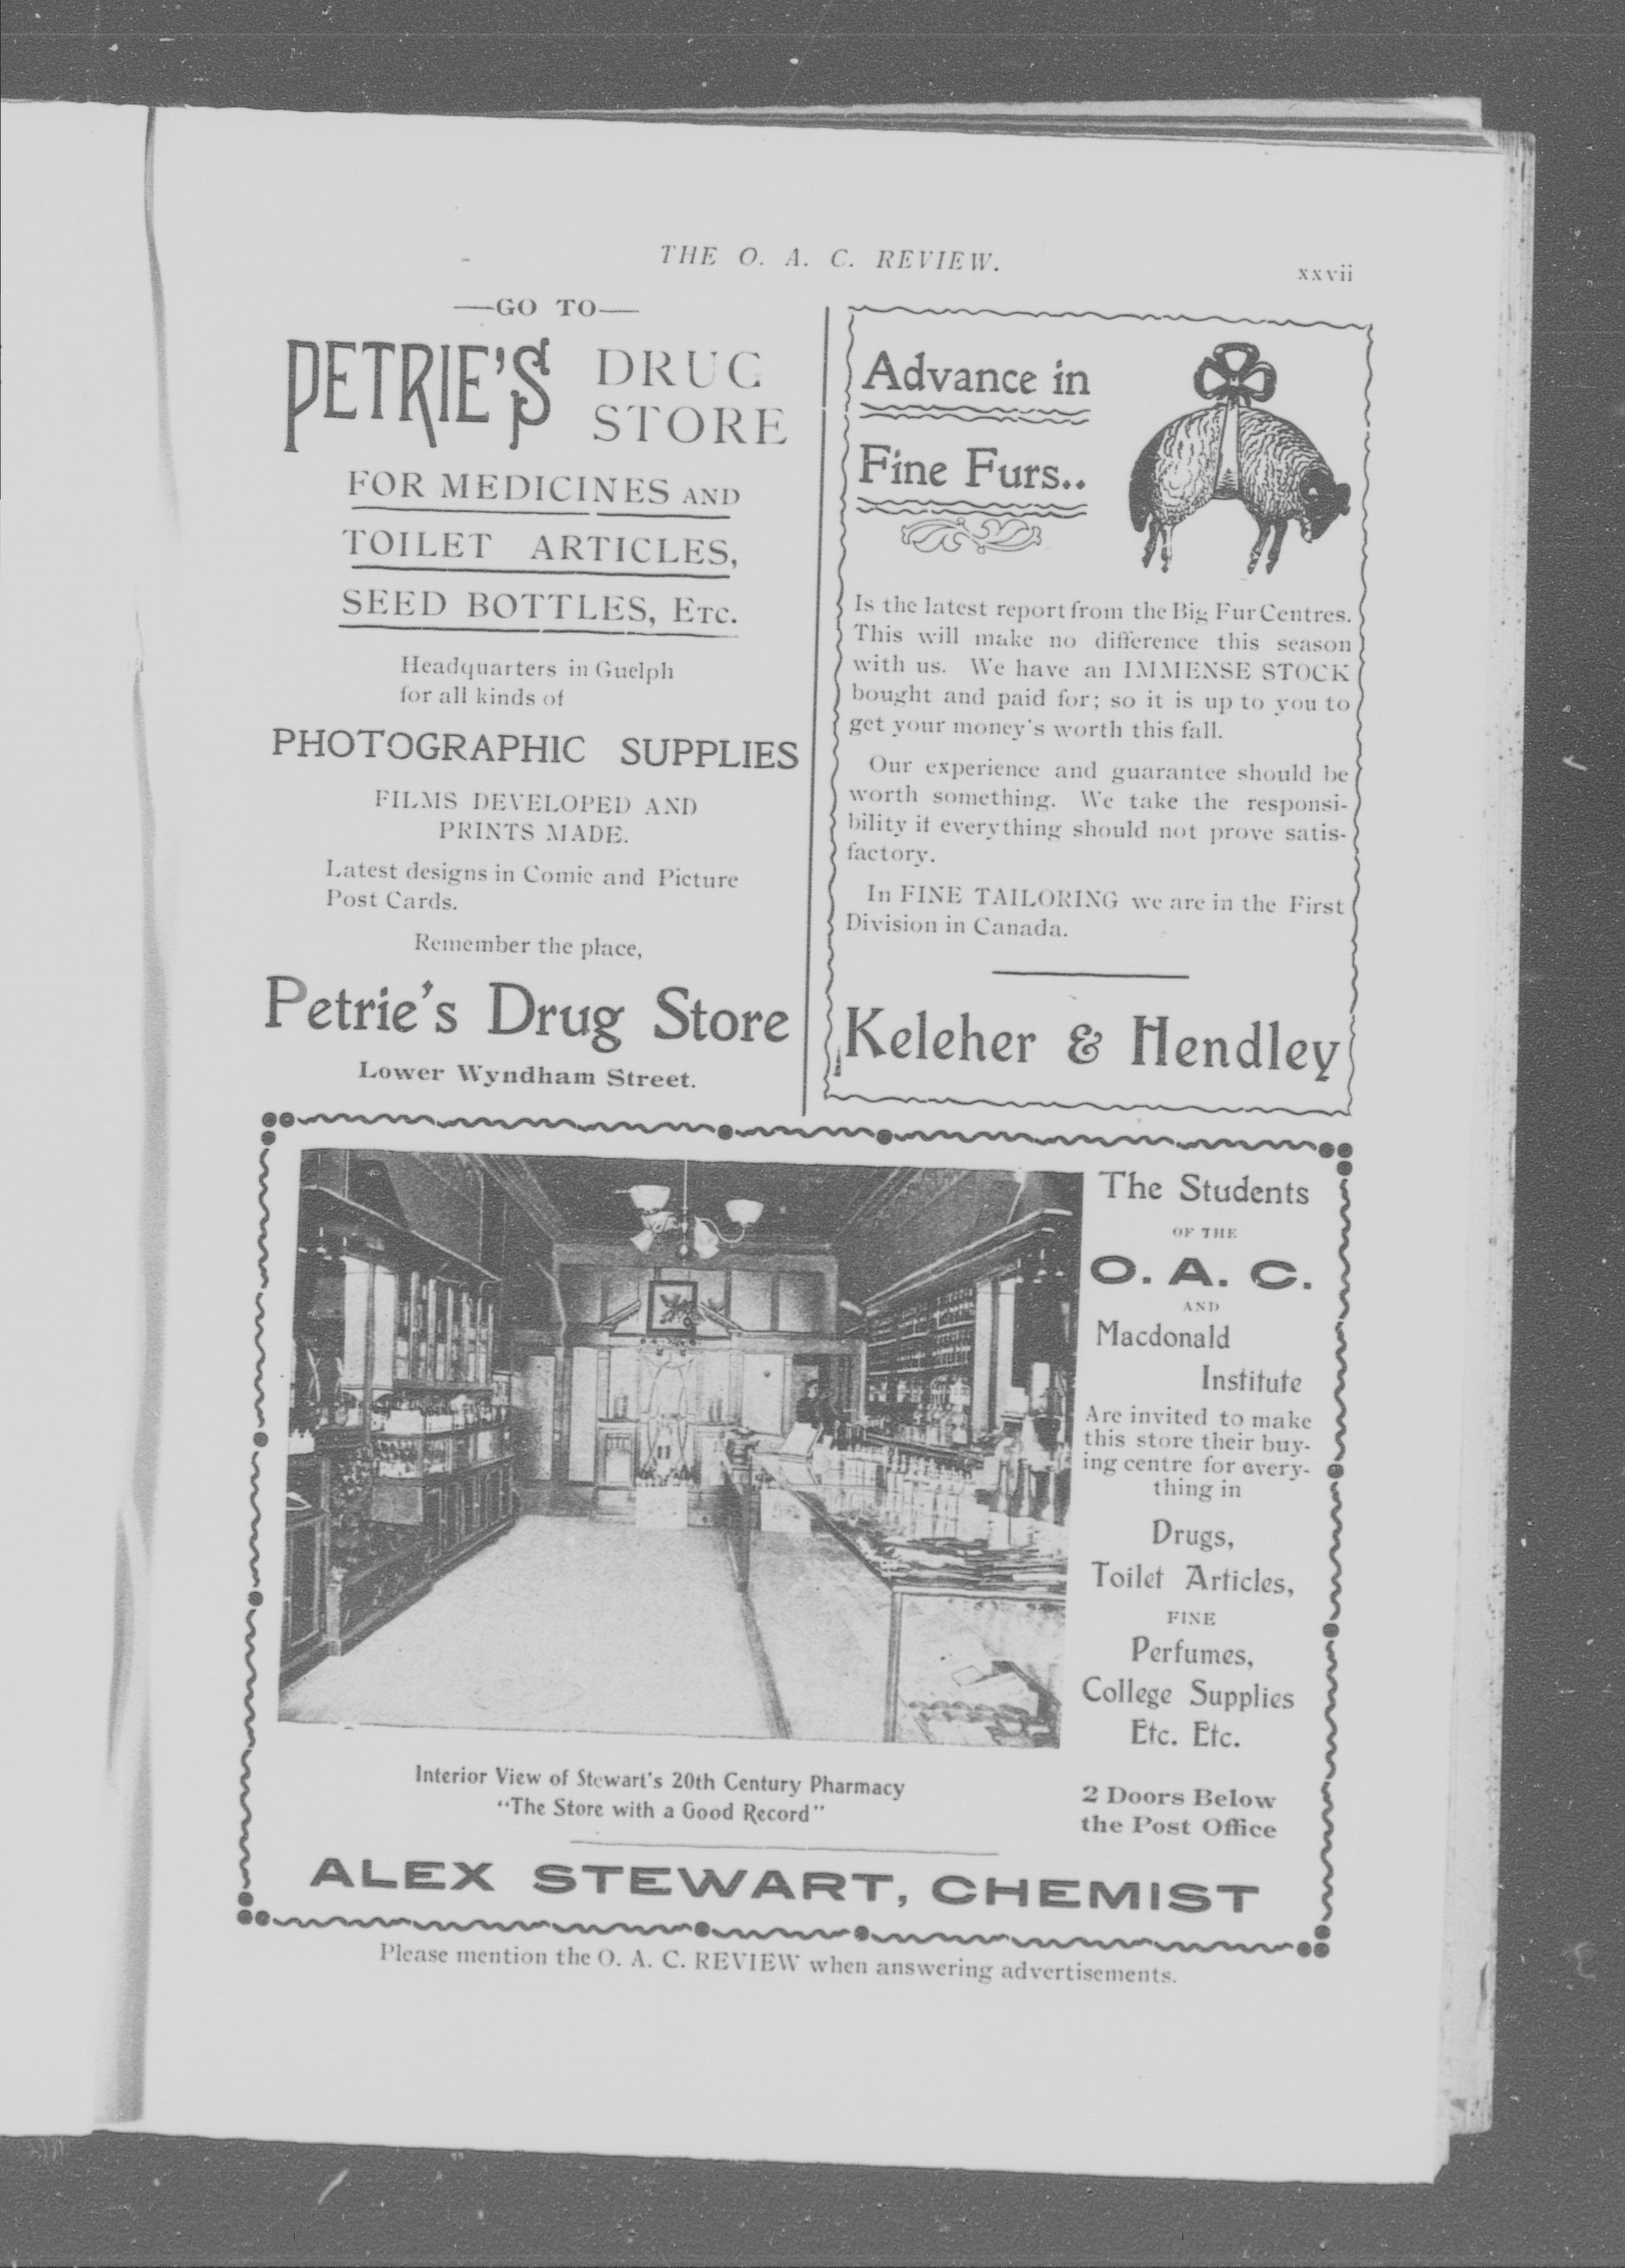 THE O. A. C. REVIEW.
xxvii
—GO TO—
PETRIE'S DRUG
STORE
FOR MEDICINES AND
TOILET ARTICLES,
SEED BOTTLES, ETC.
Headquarters in Guelph
for all kinds of
PHOTOGRAPHIC SUPPLIES
FILMS DEVELOPED AND
PRINTS MADE.
Latest designs in Comic and Picture
Post Cards.
Remember the place,
Petrie's Drug Store
Lower Wyndham Street.
Advance in
Fine Furs..
Is the latest report from the Big Fur Centres.
This will make no difference this season
with us. We have an IMMENSE STOCK
bought and paid for; so it is up to you to
get your money's worth this fall.
Our experience and guarantee should be
worth something. We take the responsi-
bility if everything should not prove satis-
factory.
In FINE TAILORING we are in the First
Division in Canada.
Keleher & Hendley
The Students
OF THE
O. A. C.
AND
Macdonald
Institute
Are invited to make
this store their buy-
ing centre for every-
thing in
Drugs,
Toilet Articles,
FINE
Perfumes,
College Supplies
Etc. Etc.
2 Doors Below
the Post Office
Interior View of Stewart's 20th Century Pharmacy
"The Store with a Good Record"
ALEX STEWART, CHEMIST
Please mention the O. A. C. REVIEW when answering advertisements.